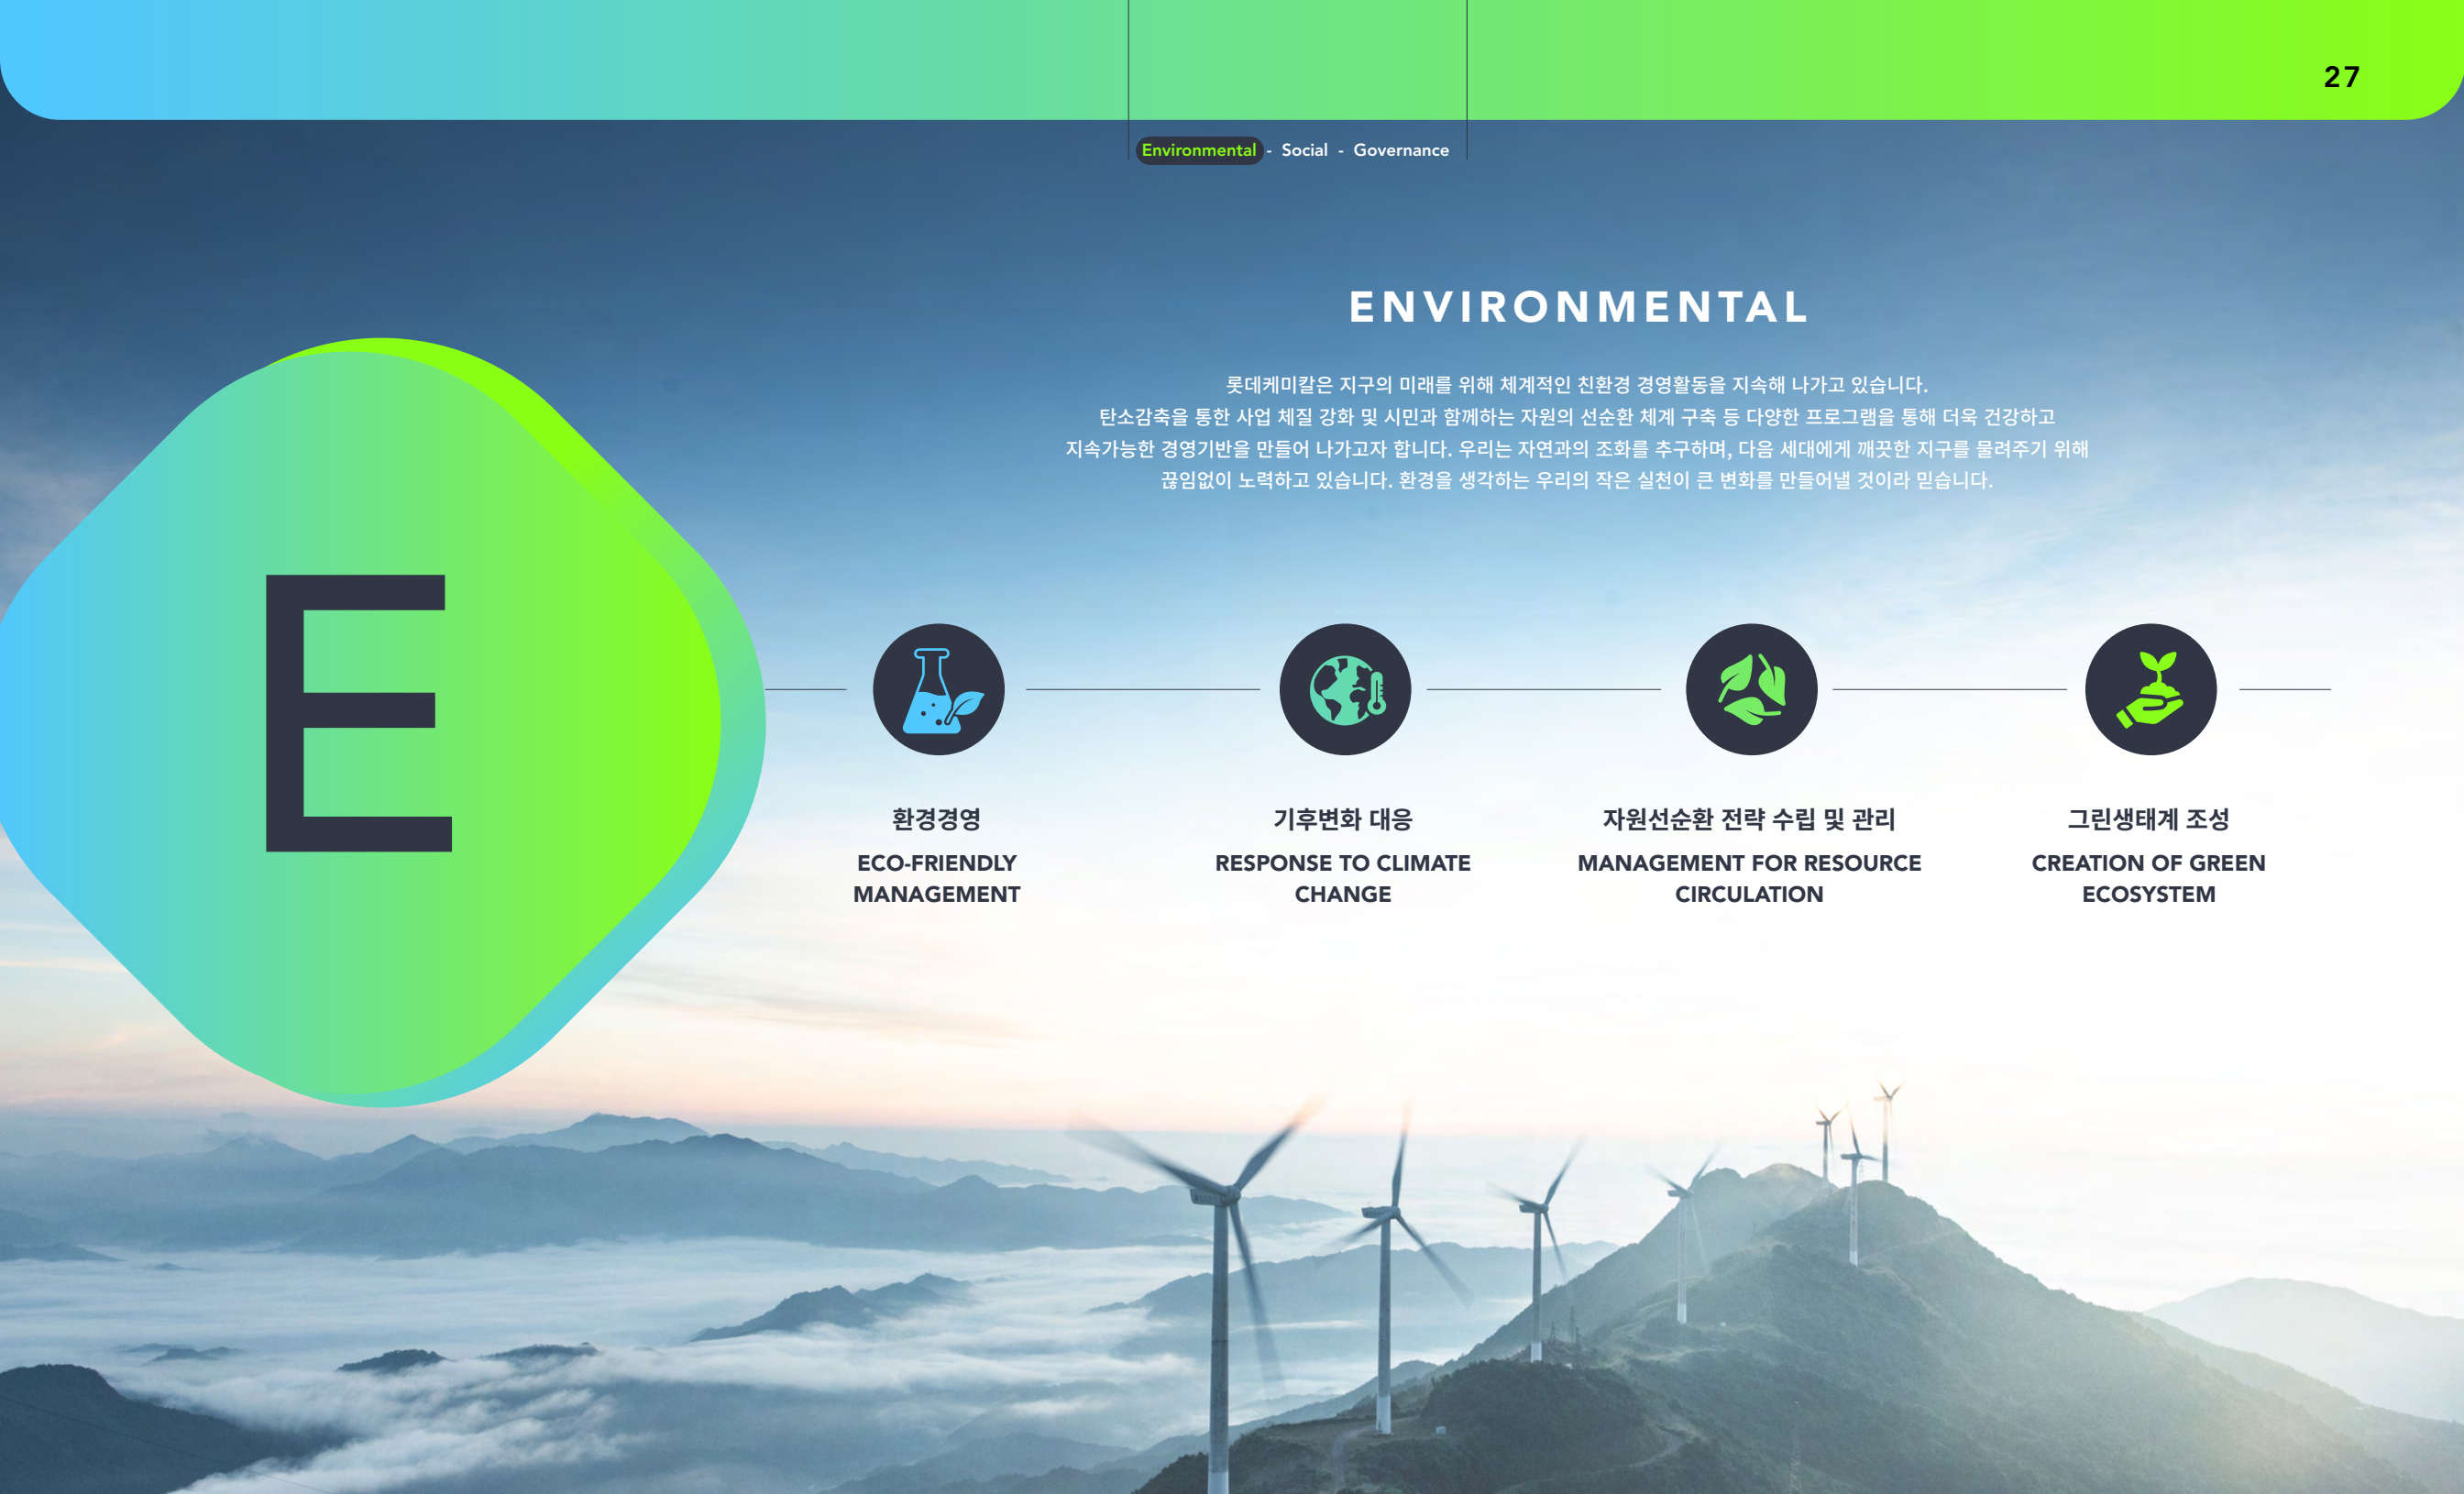 27
Environmental - Social - Governance
ENVIRONMENTAL
롯데케미칼은 지구의 미래를 위해 체계적인 친환경 경영활동을 지속해 나가고 있습니다.
탄소감축을 통한 사업 체질 강화 및 시민과 함께하는 자원의 선순환 체계 구축 등 다양한 프로그램을 통해 더욱 건강하고
지속가능한 경영기반을 만들어 나가고자 합니다. 우리는 자연과의 조화를 추구하며, 다음 세대에게 깨끗한 지구를 물려주기 위해
끊임없이 노력하고 있습니다. 환경을 생각하는 우리의 작은 실천이 큰 변화를 만들어낼 것이라 믿습니다.
E
환경경영
ECO-FRIENDLY
MANAGEMENT
기후변화 대응
RESPONSE TO CLIMATE
CHANGE
자원선순환 전략 수립 및 관리
MANAGEMENT FOR RESOURCE
CIRCULATION
그린생태계 조성
CREATION OF GREEN
ECOSYSTEM